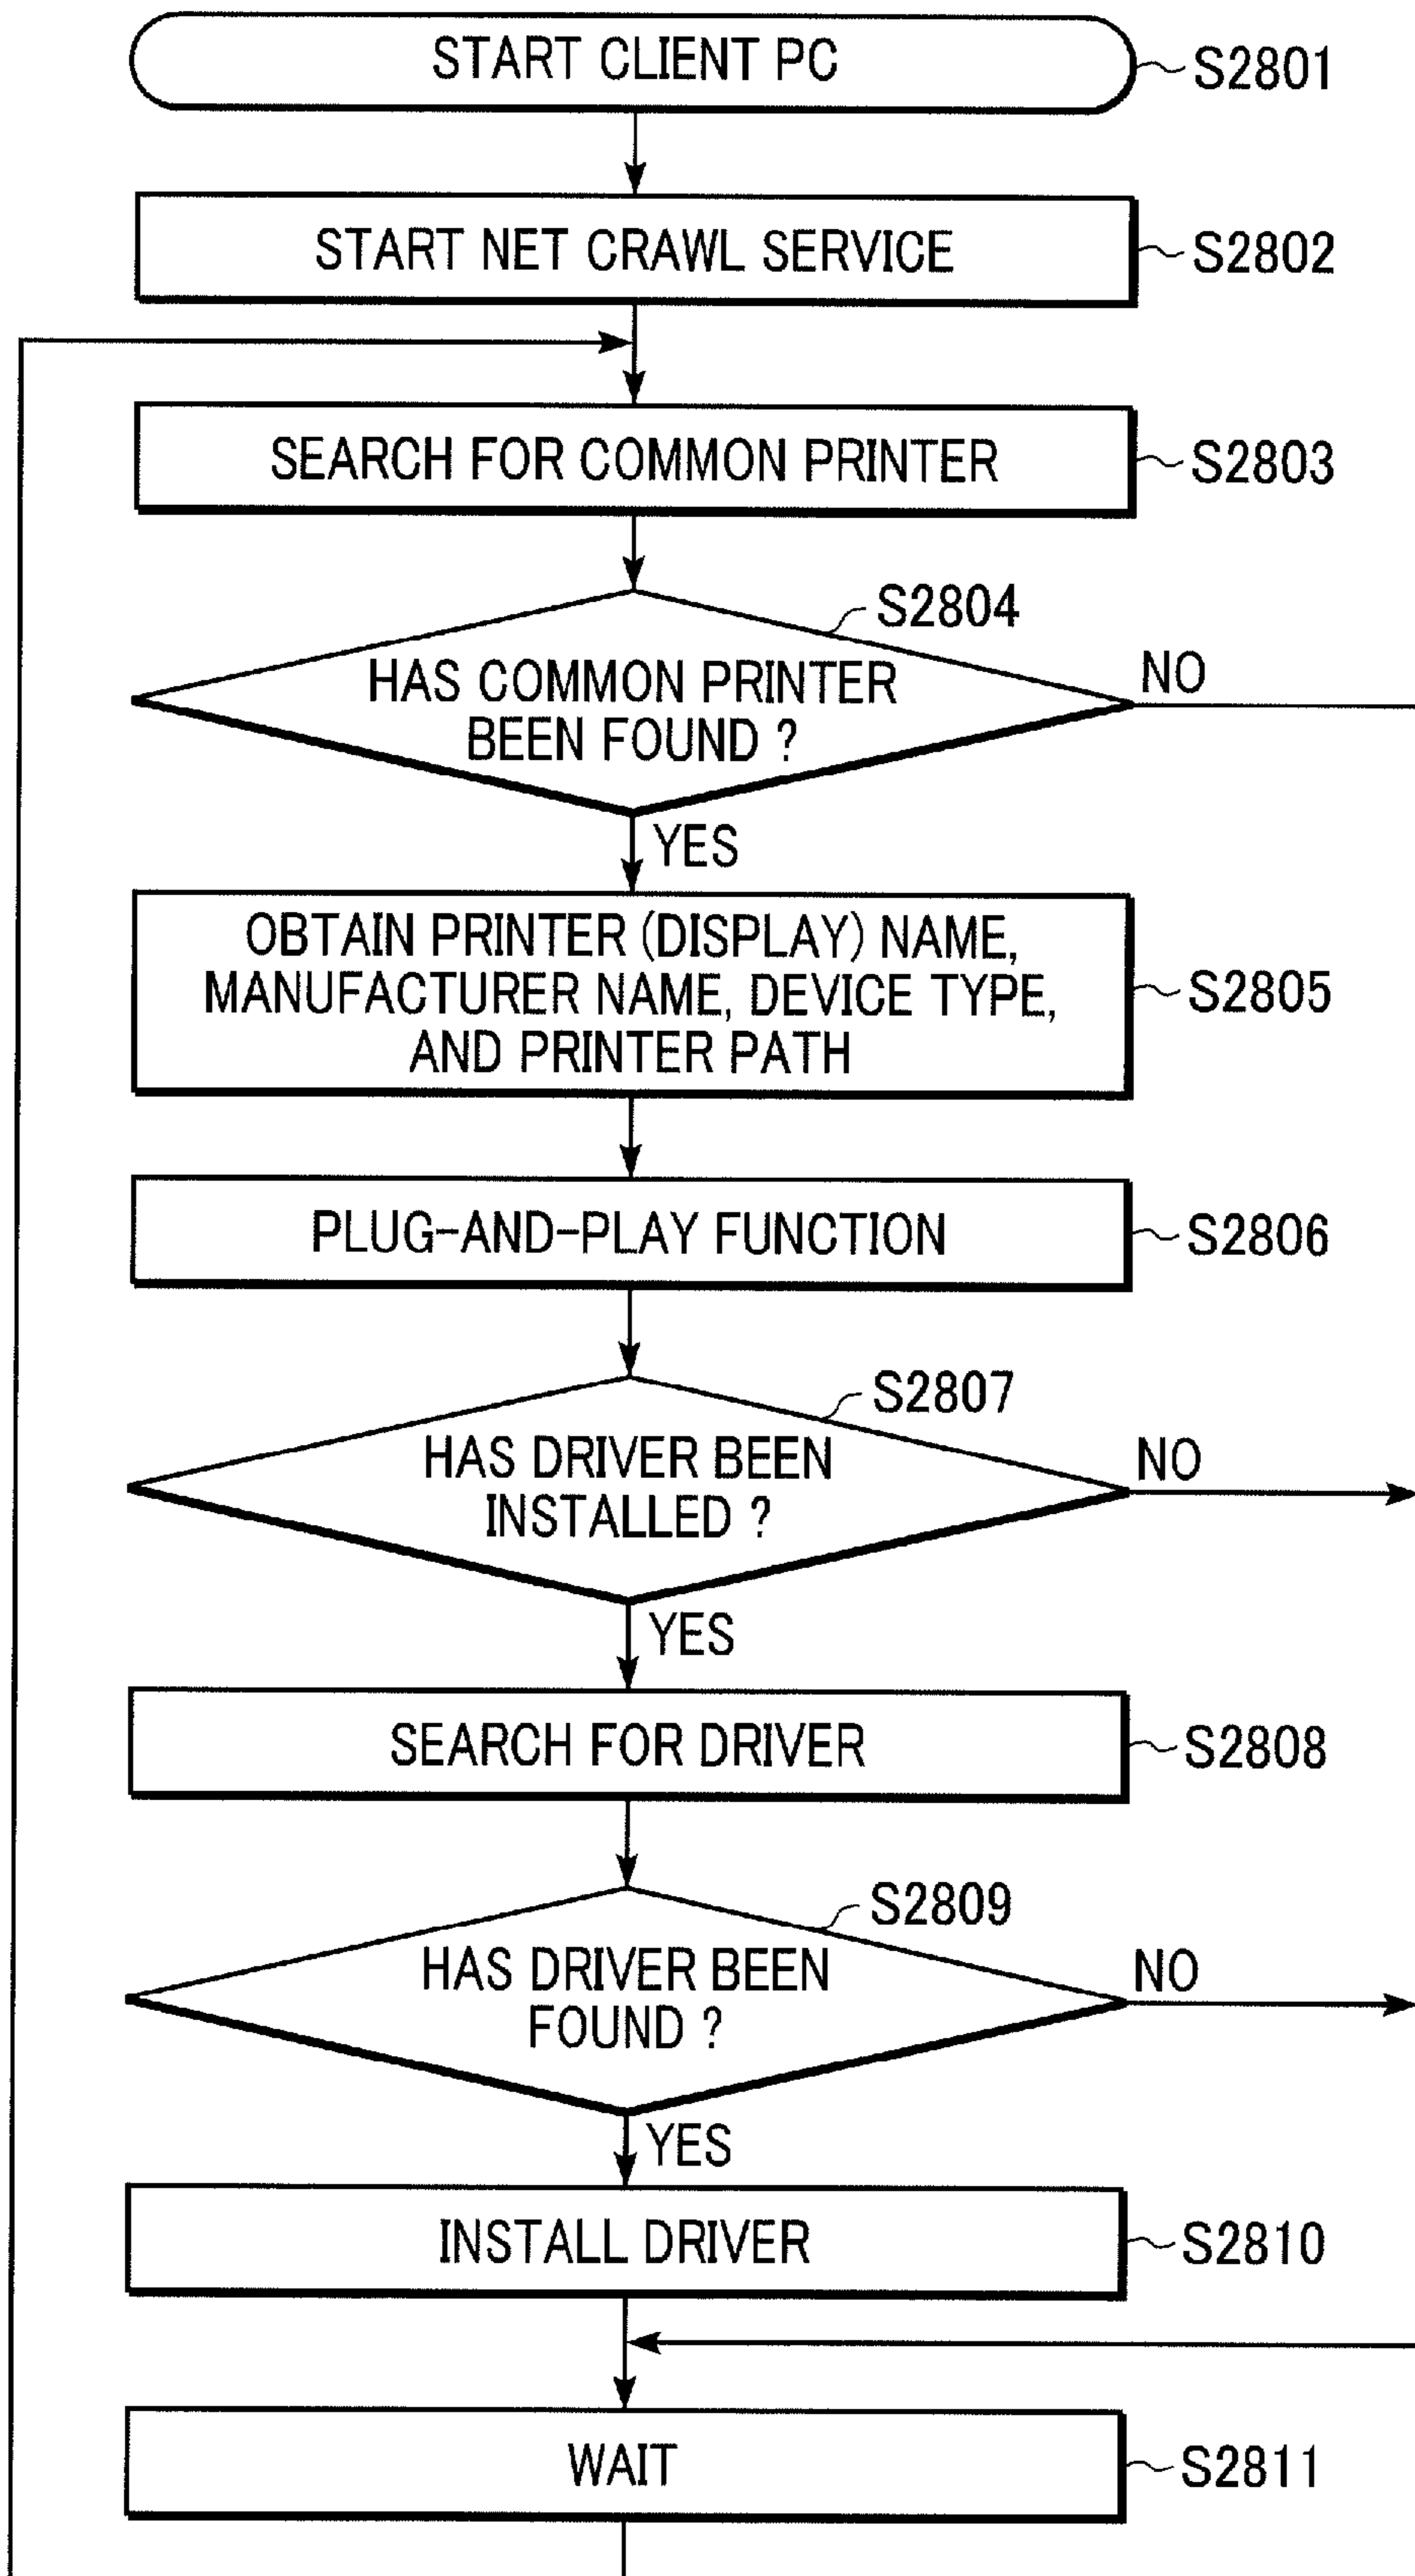 START CLIENT PC
S2801
START NET CRAWL SERVICE
S2802
SEARCH FOR COMMON PRINTER
S2803
S2804
HAS COMMON PRINTER
BEEN FOUND ?
NO
YES
OBTAIN PRINTER (DISPLAY) NAME,
MANUFACTURER NAME, DEVICE TYPE,
AND PRINTER PATH
S2805
PLUG-AND-PLAY FUNCTION
S2806
S2807
HAS DRIVER BEEN
INSTALLED ?
NO
YES
SEARCH FOR DRIVER
S2808
S2809
HAS DRIVER BEEN
FOUND ?
NO
YES
INSTALL DRIVER
S2810
WAIT
S2811